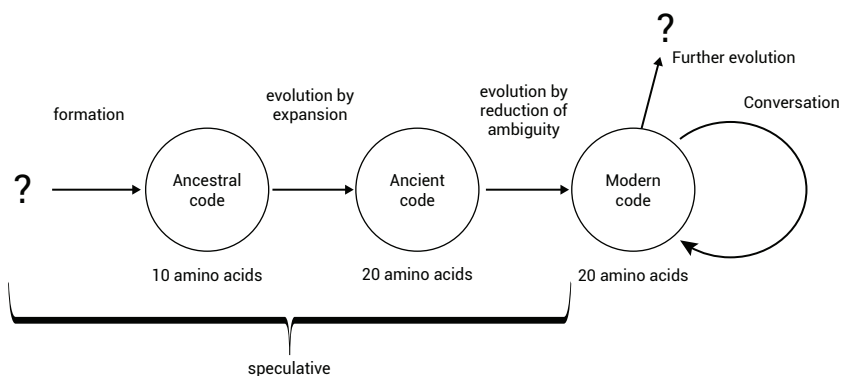 ?
Further evolution
Conversation
evolution by
reduction of
ambiguity
evolution by
expansion
formation
?
Ancestral
code
Ancient
code
Modern
code
10 amino acids
20 amino acids
20 amino acids
speculative